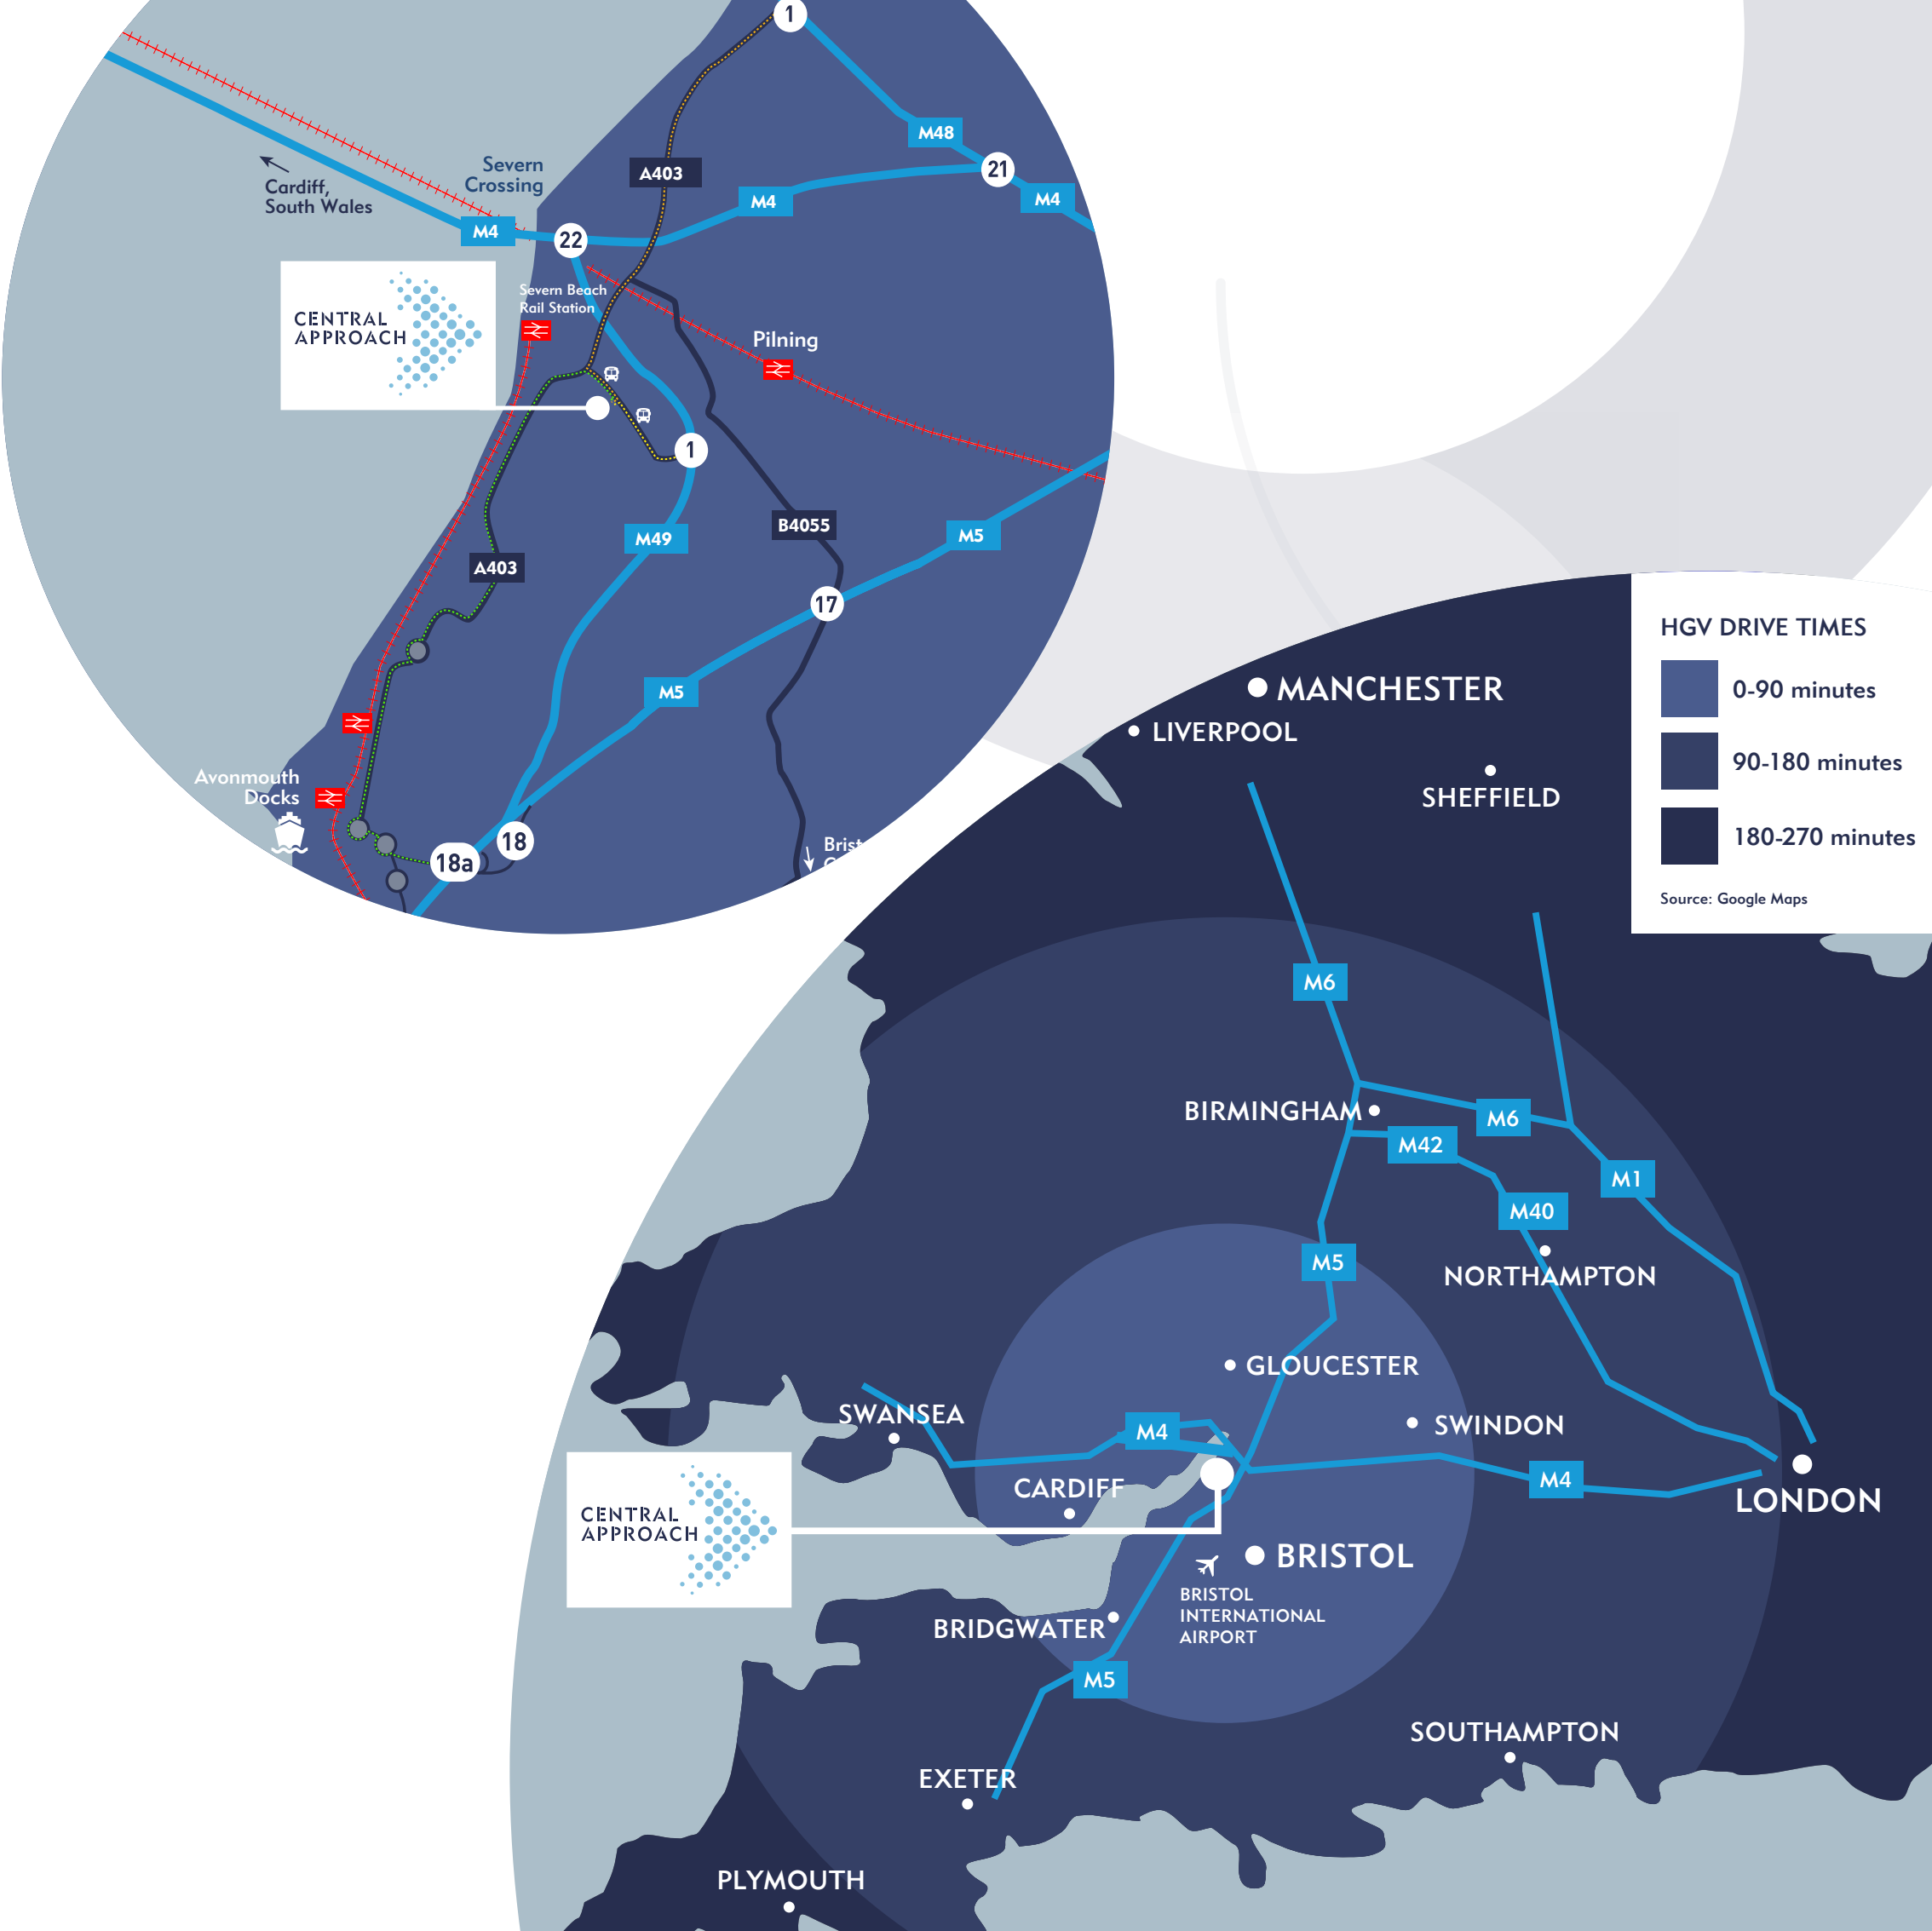 1
M48
21
A403
M4
M4
Severn
Crossing
Cardiff,
South Wales
M4
22
Severn Beach
Rail Station
CENTRAL
APPROACH
Pilning
1
M49
B4055
M5
A403
17
M5
Avonmouth
Docks
18
18a
HGV DRIVE TIMES
0-90 minutes
90-180 minutes
180-270 minutes
Source: Google Maps
MANCHESTER
LIVERPOOL
SHEFFIELD
M6
BIRMINGHAM
M6
M42
M1
M40
M5
NORTHAMPTON
GLOUCESTER
SWANSEA
M4
SWINDON
CARDIFF
M4
LONDON
CENTRAL
APPROACH
BRISTOL
BRISTOL
INTERNATIONAL
AIRPORT
BRIDGWATER
M5
SOUTHAMPTON
EXETER
PLYMOUTH